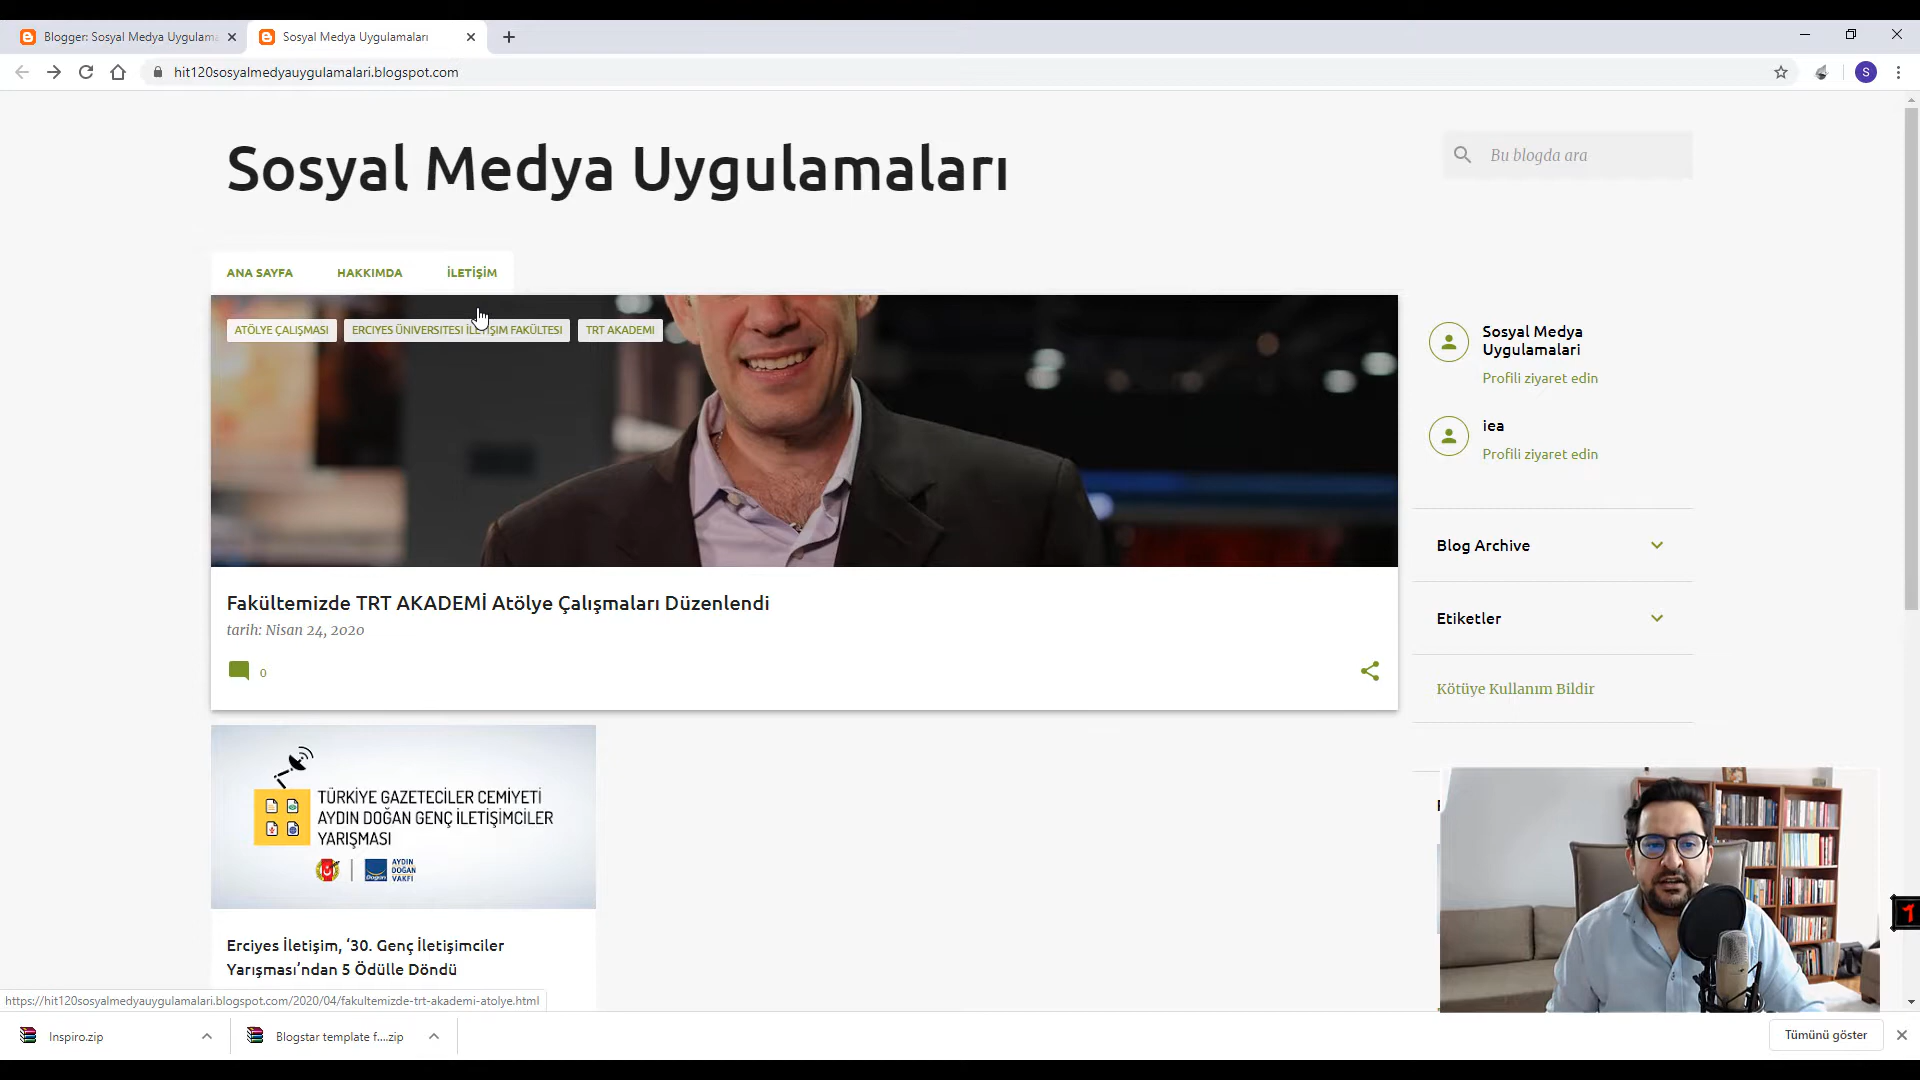 Blogger: Sosyal Medya Uygulama
Sosyal Medya Uygulamaları
hit120sosyalmedyauygulamalari.blogspot.com
S
Sosyal Medya Uygulamaları
Bu blogda ara
ANA SAYFA
HAKKIMDA
İLETİŞİM
ATÖLYE ÇALIŞMASI
ERCIYES ÜNIVERSITESI İLETIŞIM FAKÜLTESI
TRT AKADEMI
Fakültemizde TRT AKADEMİ Atölye Çalışmaları Düzenlendi
tarih: Nisan 24, 2020
0
Sosyal Medya
Uygulamalari
Profili ziyaret edin
iea
Profili ziyaret edin
Blog Archive
Etiketler
Kötüye Kullanım Bildir
TÜRKİYE GAZETECİLER CEMİYETİ
AYDIN DOĞAN GENÇ İLETİŞİMCİLER
YARIŞMASI
AYDIN
DOĞAN
VAKFI
Erciyes İletişim, ‘30. Genç İletişimciler
Yarışması’ndan 5 Ödülle Döndü
https://hit120sosyalmedyauygulamalari.blogspot.com/2020/04/fakultemizde-trt-akademi-atolye.html
Inspiro.zip
Blogstar template f....zip
Tümünü göster